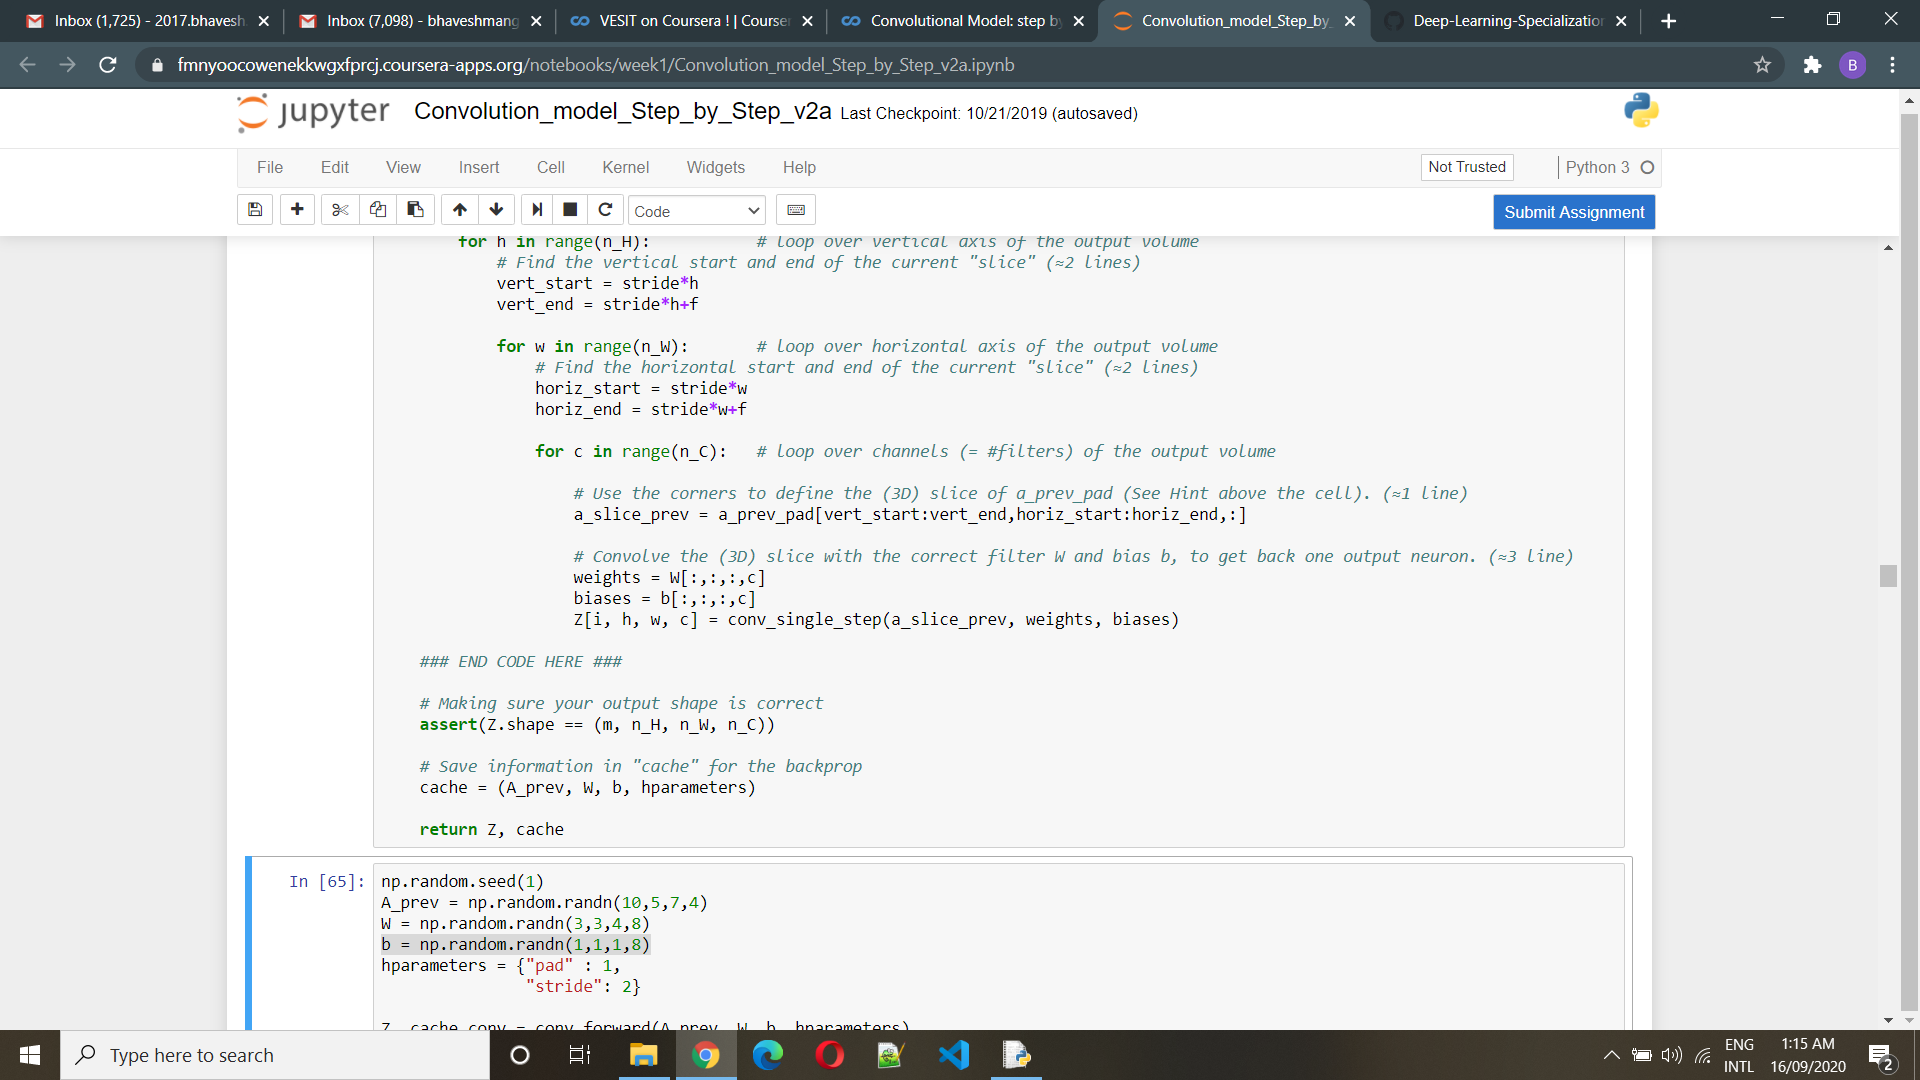 Inbox (1,725) - 2017.bhavesh.
Inbox (7,098) - bhaveshmang
VESIT on Coursera ! | Courser
Convolutional Model: step by
Convolution_model_Step_by_
Deep-Learning-Specialization
fmnyoocowenekkwgxfprcj.coursera-apps.org/notebooks/week1/Convolution_model_Step_by_Step_v2a.ipynb
B
jupyter Convolution_model_Step_by_Step_v2a Last Checkpoint: 10/21/2019 (autosaved)
File Edit View Insert Cell Kernel Widgets Help Not Trusted Python 3
Code Submit Assignment
for h in range(n_H):           # loop over vertical axis of the output volume
# Find the vertical start and end of the current "slice" (≈2 lines)
vert_start = stride*h
vert_end = stride*h+f
for w in range(n_W):       # loop over horizontal axis of the output volume
# Find the horizontal start and end of the current "slice" (≈2 lines)
horiz_start = stride*w
horiz_end = stride*w+f
for c in range(n_C):   # loop over channels (= #filters) of the output volume
# Use the corners to define the (3D) slice of a_prev_pad (See Hint above the cell). (≈1 line)
a_slice_prev = a_prev_pad[vert_start:vert_end,horiz_start:horiz_end,:]
# Convolve the (3D) slice with the correct filter W and bias b, to get back one output neuron. (≈3 line)
weights = W[:,:,:,c]
biases = b[:,:,:,c]
Z[i, h, w, c] = conv_single_step(a_slice_prev, weights, biases)
### END CODE HERE ###
# Making sure your output shape is correct
assert(Z.shape == (m, n_H, n_W, n_C))
# Save information in "cache" for the backprop
cache = (A_prev, W, b, hparameters)
return Z, cache
In [65]: np.random.seed(1)
A_prev = np.random.randn(10,5,7,4)
W = np.random.randn(3,3,4,8)
b = np.random.randn(1,1,1,8)
hparameters = {"pad" : 1,
"stride": 2}
Z, cache_conv = conv_forward(A_prev, W, b, hparameters)
Type here to search
ENG
INTL
1:15 AM
16/09/2020
2